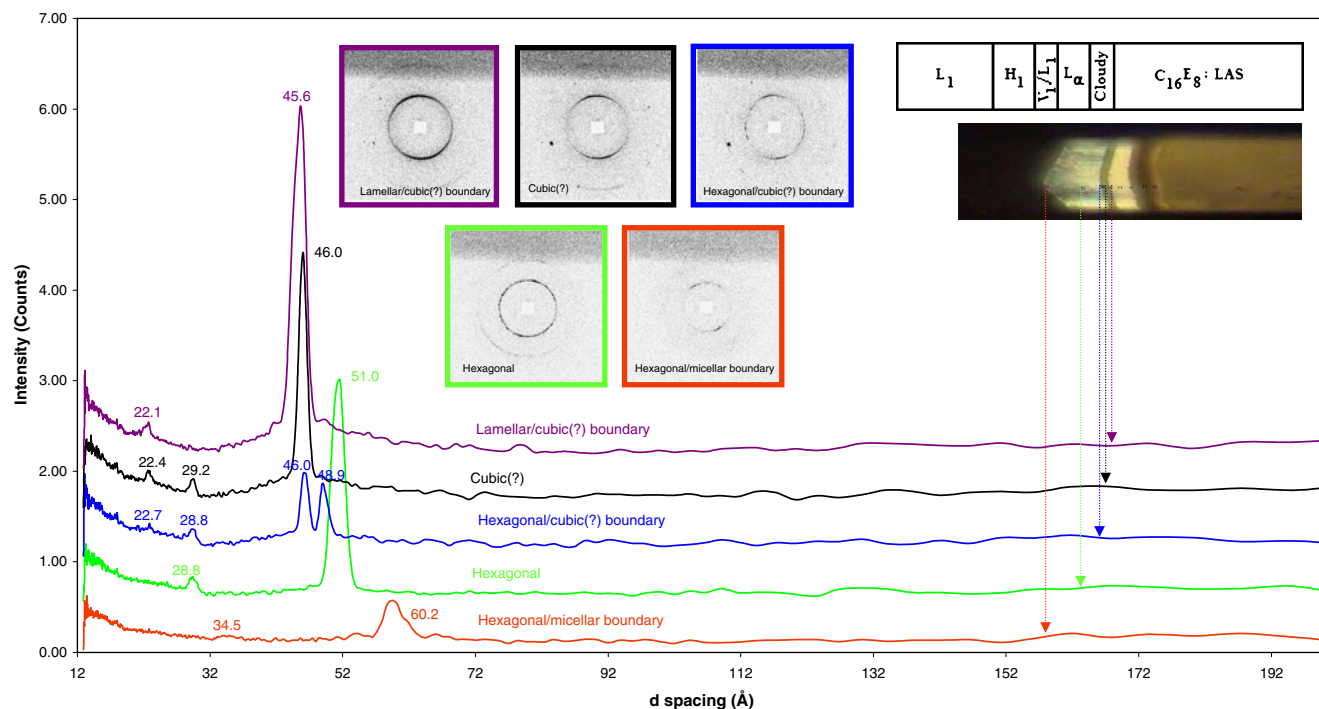 7.00
6.00
5.00
4.00
3.00
2.00
1.00
0.00
Intensity (Counts)
12
32
52
72
92
112
132
152
172
192
d spacing (Å)
45.6
46.0
51.0
22.1
22.4
29.2
46.0
48.9
22.7
28.8
28.8
34.5
60.2
Lamellar/cubic(?) boundary
Cubic(?)
Hexagonal/cubic(?) boundary
Hexagonal
Hexagonal/micellar boundary
Lamellar/cubic(?) boundary
Cubic(?)
Hexagonal/cubic(?) boundary
Hexagonal
Hexagonal/micellar boundary
L₁
H₁
V₁/L₁
Lα
Cloudy
C₁₆E₈: LAS